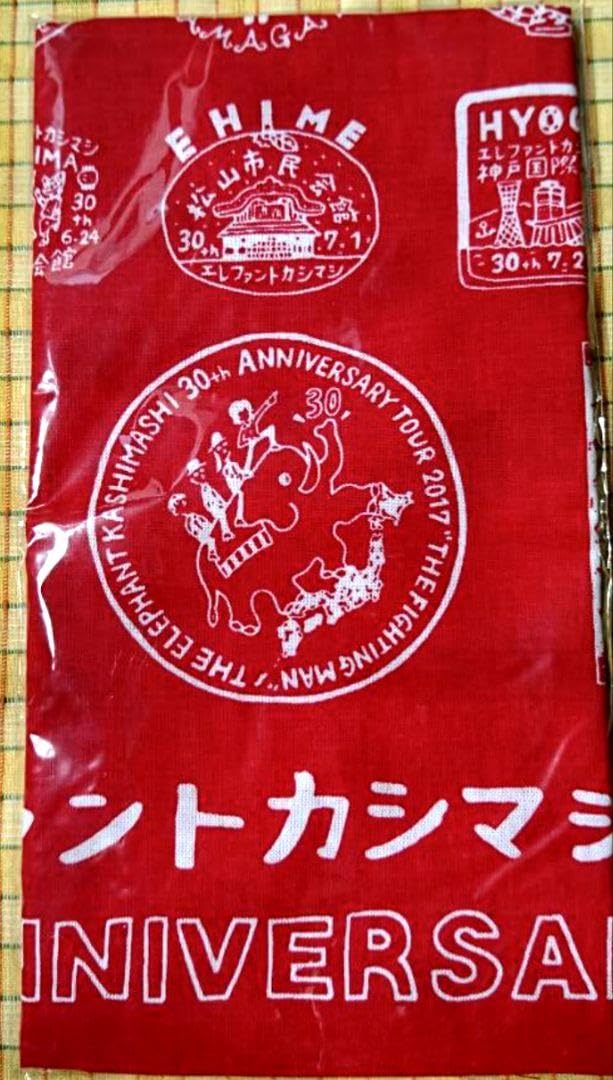 MAGA
EHIME
松山市民会館
30th 7.1
エレファントカシマシ
トカシマシ
IMA
30
th
6.24
会館
HYO
エレファントカ
神戸国際
30th 7.2
THE ELEPHANT KASHIMASHI 30th ANNIVERSARY TOUR 2017 "THE FIGHTING MAN"
30
ントカシマシ
NNIVERSA